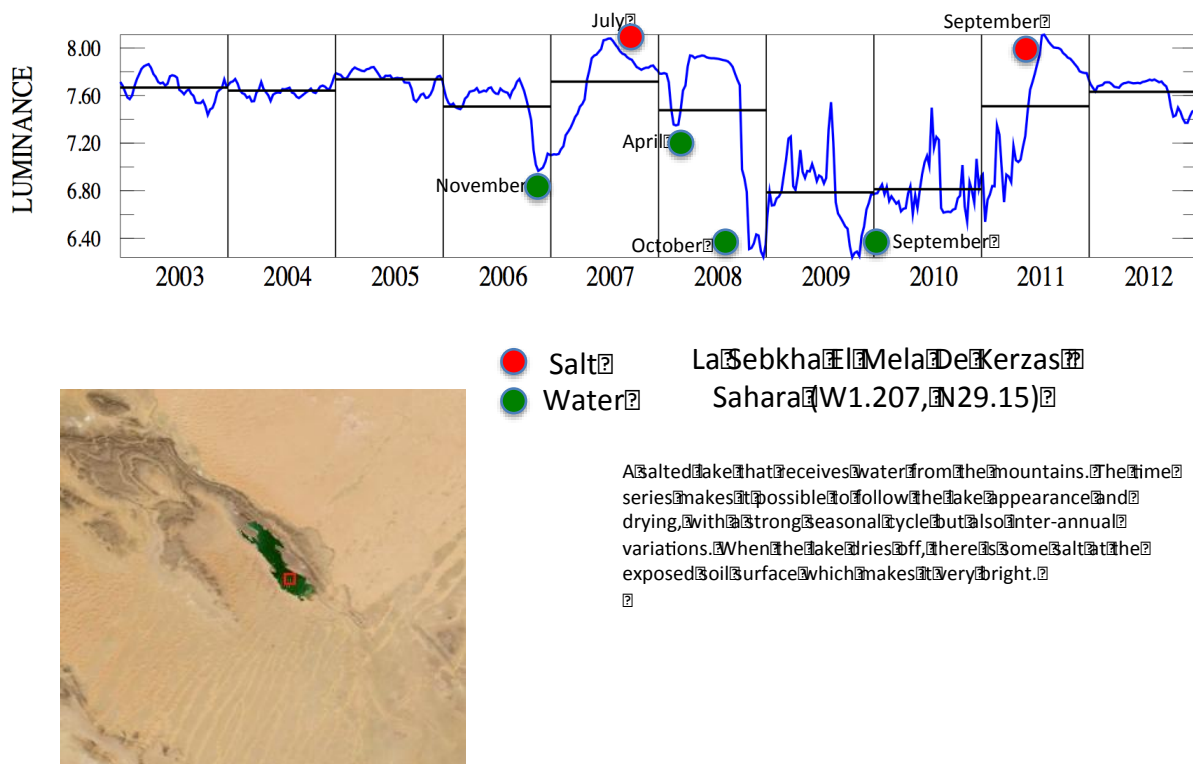 July
September
8.00
7.60
7.20
6.80
6.40
LUMINANCE
November
April
October
September
2003 2004 2005 2006 2007 2008 2009 2010 2011 2012
Salt
Water
La Sebkha El Mela De Kerzas
Sahara (W1.207, N29.15)
A salted lake that receives water from the mountains. The time
series makes it possible to follow the lake appearance and
drying, with a strong seasonal cycle but also inter-annual
variations. When the lake dries off, there is some salt at the
exposed soil surface which makes it very bright.